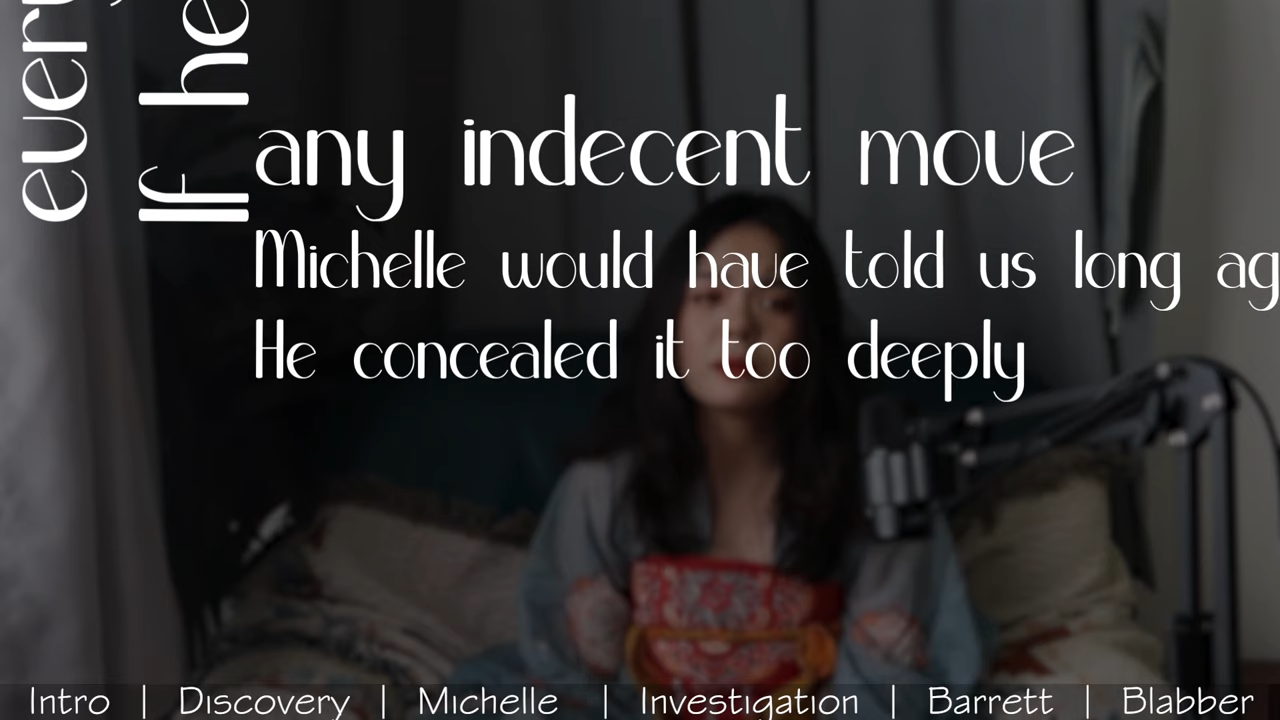 If he
any indecent move
Michelle would have told us long
He concealed it too deeply
Intro | Discovery | Michelle | Investigation | Barrett | Blabber